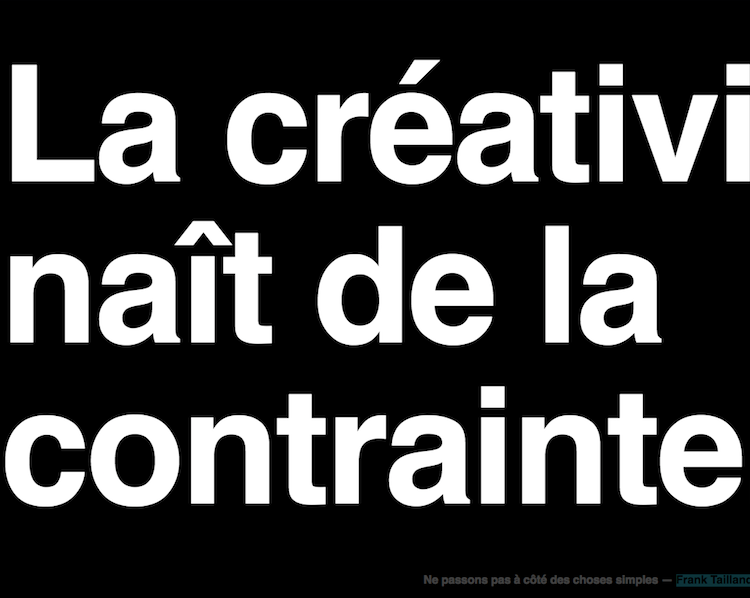 La créativi
naît de la
contrainte
Ne passons pas à côté des choses simples — Frank Tailland